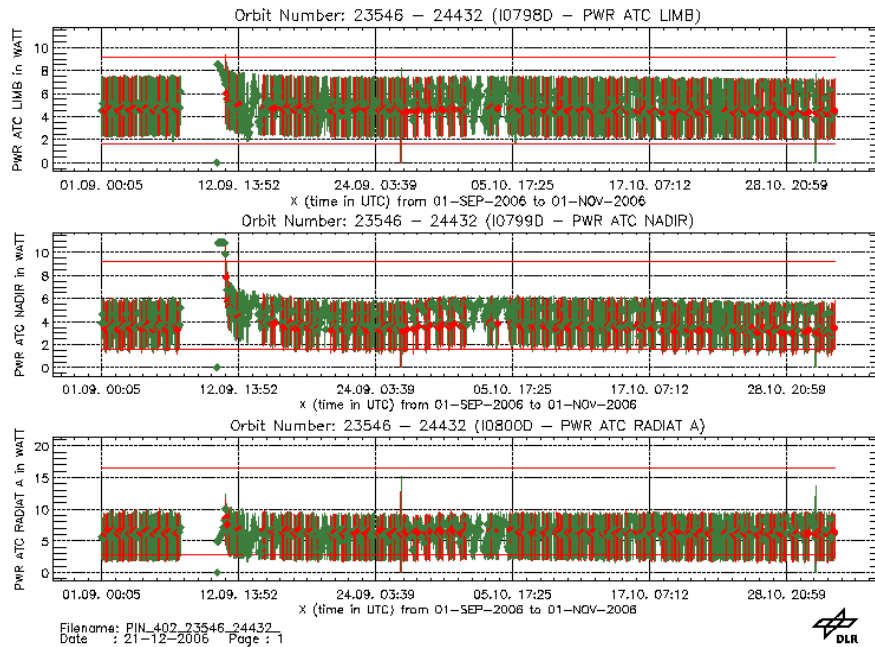 Orbit Number: 23546 – 24432 (I0798D – PWR ATC LIMB)
PWR ATC LIMB in WATT
10
8
6
4
2
0
01.09. 00:05 12.09. 13:52 24.09. 03:39 05.10. 17:25 17.10. 07:12 28.10. 20:59
X (time in UTC) from 01-SEP-2006 to 01-NOV-2006
Orbit Number: 23546 – 24432 (I0799D – PWR ATC NADIR)
PWR ATC NADIR in WATT
10
8
6
4
2
0
01.09. 00:05 12.09. 13:52 24.09. 03:39 05.10. 17:25 17.10. 07:12 28.10. 20:59
X (time in UTC) from 01-SEP-2006 to 01-NOV-2006
Orbit Number: 23546 – 24432 (I0800D – PWR ATC RADIAT A)
PWR ATC RADIAT A in WATT
20
15
10
5
0
01.09. 00:05 12.09. 13:52 24.09. 03:39 05.10. 17:25 17.10. 07:12 28.10. 20:59
X (time in UTC) from 01-SEP-2006 to 01-NOV-2006
Filename: PIN_402_23546_24432_
Date : 21-12-2006 Page : 1
DLR